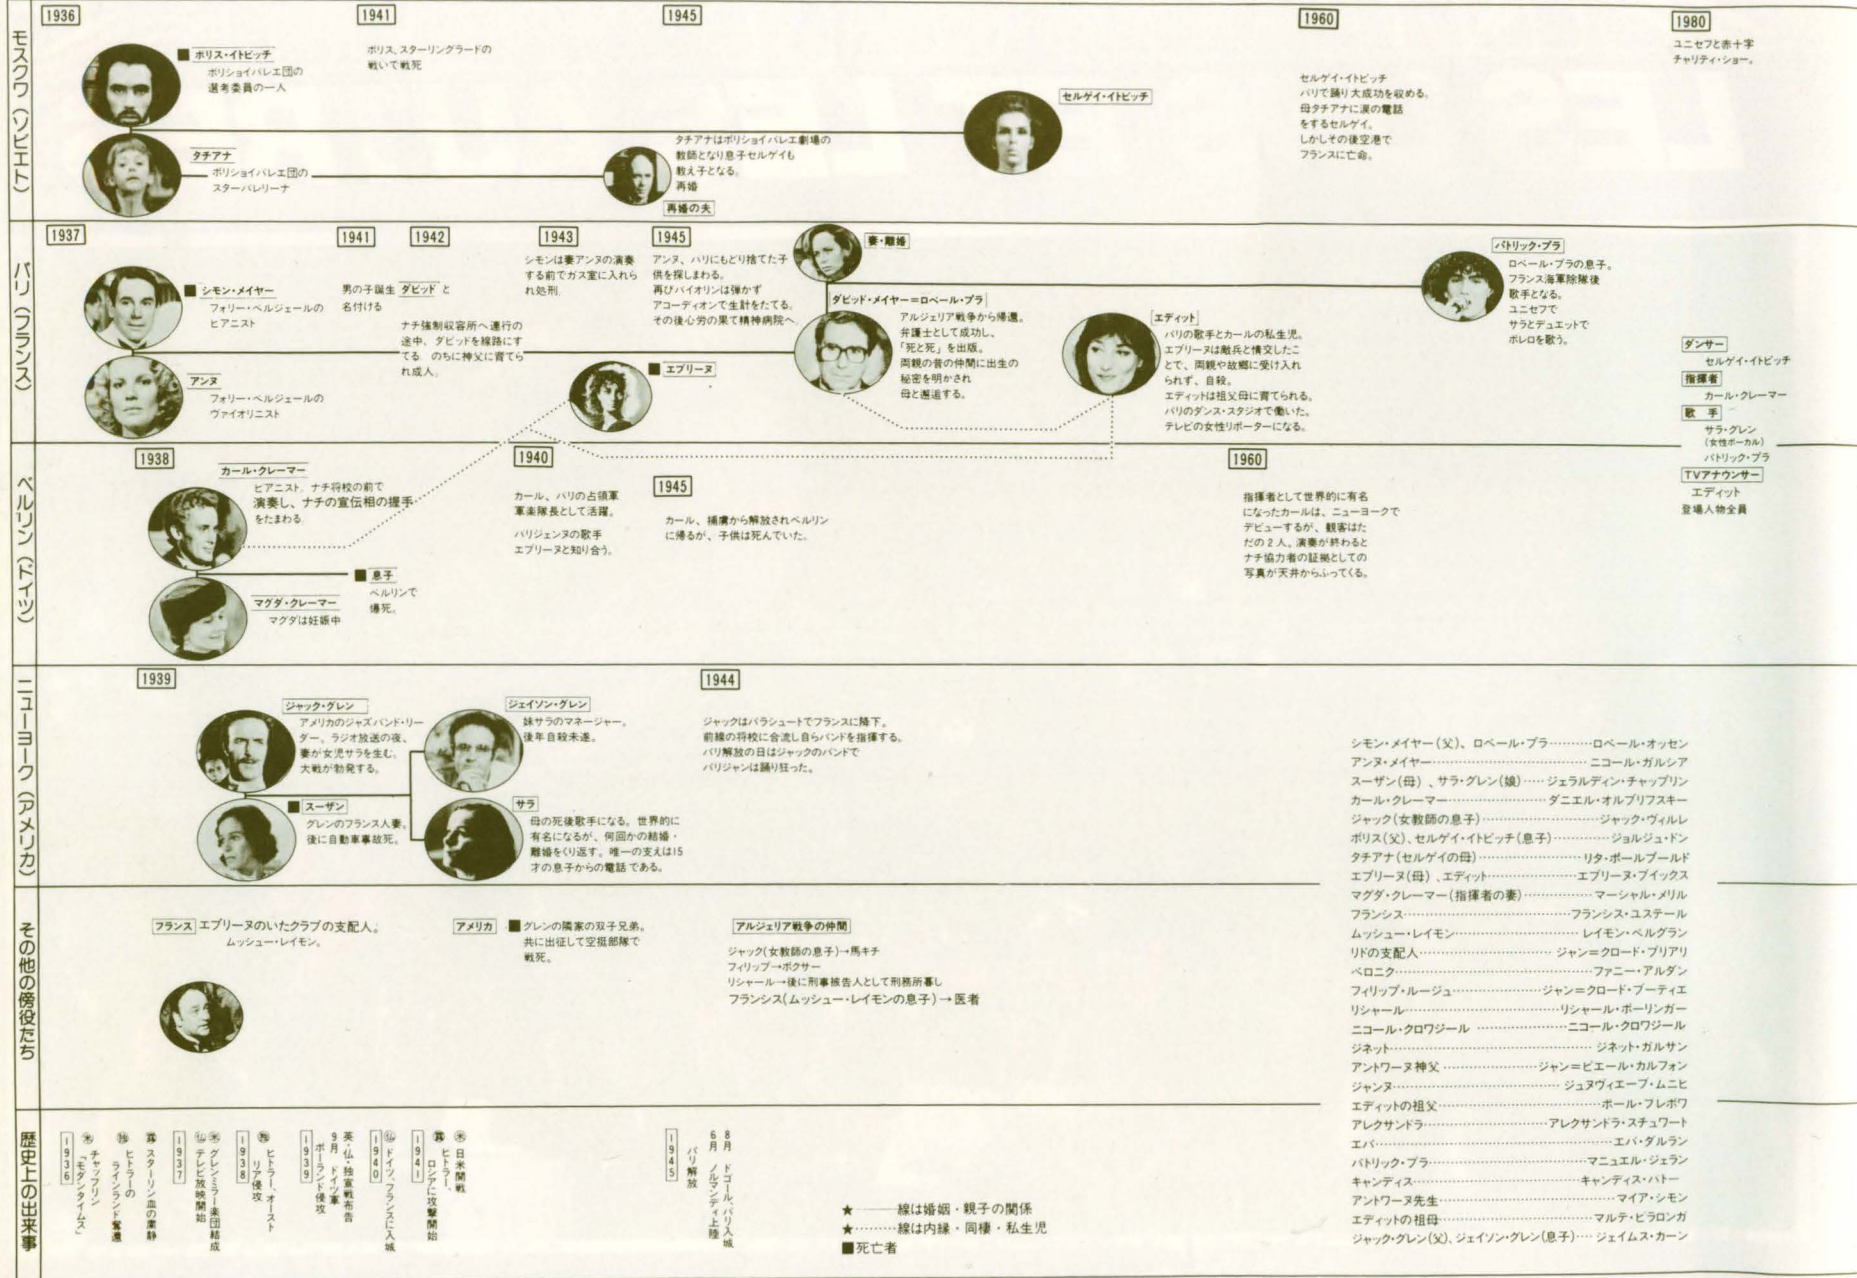 モスクワ（ソビエト）
1936
1941
1945
1960
1980
■ボリス・イトビッチ
ボリショイバレエ団の
選考委員の一人
ボリス、スターリングラードの
戦いで戦死
タチアナ
ボリショイバレエ団の
スターバレリーナ
タチアナはボリショイバレエ劇場の
教師となり息子セルゲイも
教え子となる。
再婚
再婚の夫
セルゲイ・イトビッチ
セルゲイ・イトビッチ
パリで踊り大成功を収める。
母タチアナに涙の電話
をするセルゲイ。
しかしその後空港で
フランスに亡命。
ユニセフと赤十字
チャリティ・ショー。
パリ（フランス）
1937
1941
1942
1943
1945
■シモン・メイヤー
フォリー・ベルジェールの
ピアニスト
アンヌ
フォリー・ベルジェールの
ヴァイオリニスト
男の子誕生 ダビッド と
名付ける
ナチ強制収容所へ連行の
途中、ダビッドを線路にす
てる のちに神父に育てら
れ成人。
シモンは妻アンヌの演奏
する前でガス室に入れら
れ処刑。
アンヌ、パリにもどり捨てた子
供を探しまわる。
再びバイオリンは弾かず
アコーディオンで生計をたてる。
その後心労の果て精神病院へ
■エブリーヌ
妻・離婚
ダビッド・メイヤー＝ロベール・プラ
アルジェリア戦争から帰還。
弁護士として成功し、
「死と死」を出版。
両親の昔の仲間に出生の
秘密を明かされ
母と邂逅する。
エディット
パリの歌手とカールの私生児。
エブリーヌは敵兵と情交したこ
とで、両親や故郷に受け入れ
られず、自殺。
エディットは祖父母に育てられる。
パリのダンス・スタジオで働いた。
テレビの女性リポーターになる。
パトリック・プラ
ロベール・プラの息子。
フランス海軍除隊後
歌手となる。
ユニセフで
サラとデュエットで
ボレロを歌う。
ダンサー
セルゲイ・イトビッチ
指揮者
カール・クレーマー
歌 手
サラ・グレン
（女性ボーカル）
パトリック・プラ
TVアナウンサー
エディット
登場人物全員
ベルリン（ドイツ）
1938
1940
1945
1960
カール・クレーマー
ピアニスト。ナチ将校の前で
演奏し、ナチの宣伝相の握手
をたまわる
マグダ・クレーマー
マグダは妊娠中
■息子
ベルリンで
爆死。
カール、パリの占領軍
軍楽隊長として活躍。
パリジェンヌの歌手
エブリーヌと知り合う。
カール、捕虜から解放されベルリン
に帰るが、子供は死んでいた。
指揮者として世界的に有名
になったカールは、ニューヨークで
デビューするが、観客はた
だの2人。演奏が終わると
ナチ協力者の証拠としての
写真が天井からふってくる。
ニューヨーク（アメリカ）
1939
1944
ジャック・グレン
アメリカのジャズバンド・リー
ダー。ラジオ放送の夜、
妻が女児サラを生む。
大戦が勃発する。
■スーザン
グレンのフランス人妻。
後に自動車事故死。
ジェイソン・グレン
妹サラのマネージャー。
後年自殺未遂。
サラ
母の死後歌手になる。世界的に
有名になるが、何回かの結婚・
離婚をくり返す。唯一の支えは15
才の息子からの電話である。
ジャックはパラシュートでフランスに降下。
前線の将校に合流し自らバンドを指揮する。
パリ解放の日はジャックのバンドで
パリジャンは踊り狂った。
その他の傍役たち
フランス エブリーヌのいたクラブの支配人。
ムッシュー・レイモン。
アメリカ ■グレンの隣家の双子兄弟。
共に出征して空挺部隊で
戦死。
アルジェリア戦争の仲間
ジャック(女教師の息子)→馬キチ
フィリップ→ボクサー
リシャール→後に刑事被告人として刑務所暮し
フランシス(ムッシュー・レイモンの息子)→医者
シモン・メイヤー(父)、ロベール・プラ………ロベール・オッセン
アンヌ・メイヤー………ニコール・ガルシア
スーザン(母)、サラ・グレン(娘)……ジェラルディン・チャップリン
カール・クレーマー………ダニエル・オルブリフスキー
ジャック(女教師の息子)………ジャック・ヴィルレ
ボリス(父)、セルゲイ・イトビッチ(息子)………ジョルジュ・ドン
タチアナ(セルゲイの母)………リタ・ポールブールド
エブリーヌ(母)、エディット………エブリーヌ・ブイックス
マグダ・クレーマー(指揮者の妻)………マーシャル・メリル
フランシス………フランシス・ユステール
ムッシュー・レイモン………レイモン・ペルグラン
リドの支配人………ジャン＝クロード・ブリアリ
ベロニク………ファニー・アルダン
フィリップ・ルージュ………ジャン＝クロード・ブーティエ
リシャール………リシャール・ボーリンガー
ニコール・クロワジール………ニコール・クロワジール
ジネット………ジネット・ガルサン
アントワーヌ神父………ジャン＝ピエール・カルフォン
ジャンヌ………ジュヌヴィエーブ・ムニヒ
エディットの祖父………ポール・フレボワ
アレクサンドラ………アレクサンドラ・スチュワート
エバ………エバ・ダルラン
パトリック・プラ………マニュエル・ジェラン
キャンディス………キャンディス・パトー
アントワーヌ先生………マイア・シモン
エディットの祖母………マルテ・ビラロンガ
ジャック・グレン(父)、ジェイソン・グレン(息子)……ジェイムス・カーン
歴史上の出来事
1936
㊍ チャップリン
「モダンタイムス」
ヒトラーの
ラインランド奪還
スターリン血の粛静
1937
グレンミラー楽団結成
テレビ放映開始
1938
ヒトラー、オースト
リア侵攻
1939
英・仏・独宣戦布告
9月 ドイツ軍
ポーランド侵攻
1940
ドイツ、フランスに入城
1941
日米開戦
ヒトラー、
ロシアに攻撃開始
1945
8月 ドゴール、パリ入城
6月 ノルマンディ上陸
パリ解放
★———線は婚姻・親子の関係
★………線は内縁・同棲・私生児
■死亡者